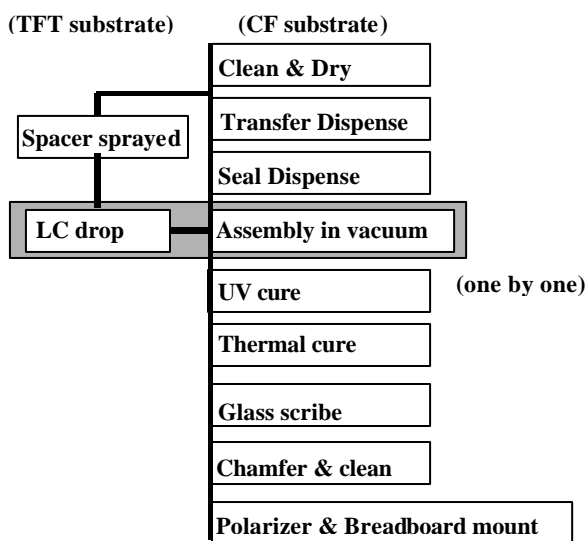 (TFT substrate) (CF substrate)
Clean & Dry
Transfer Dispense
Spacer sprayed
Seal Dispense
LC drop
Assembly in vacuum
UV cure
(one by one)
Thermal cure
Glass scribe
Chamfer & clean
Polarizer & Breadboard mount